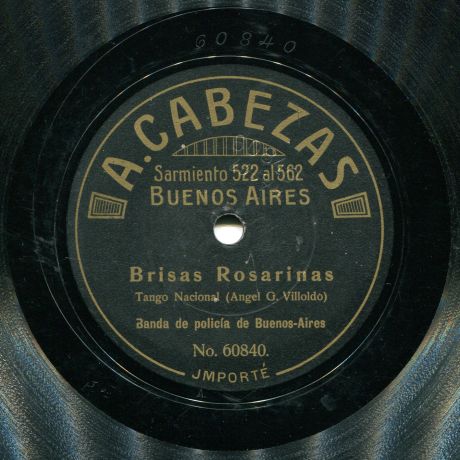 60840
A. CABEZAS
Sarmiento 522 al 562
BUENOS AIRES
Brisas Rosarinas
Tango Nacional (Angel G. Villoldo)
Banda de policía de Buenos-Aires
No. 60840.
JMPORTÉ